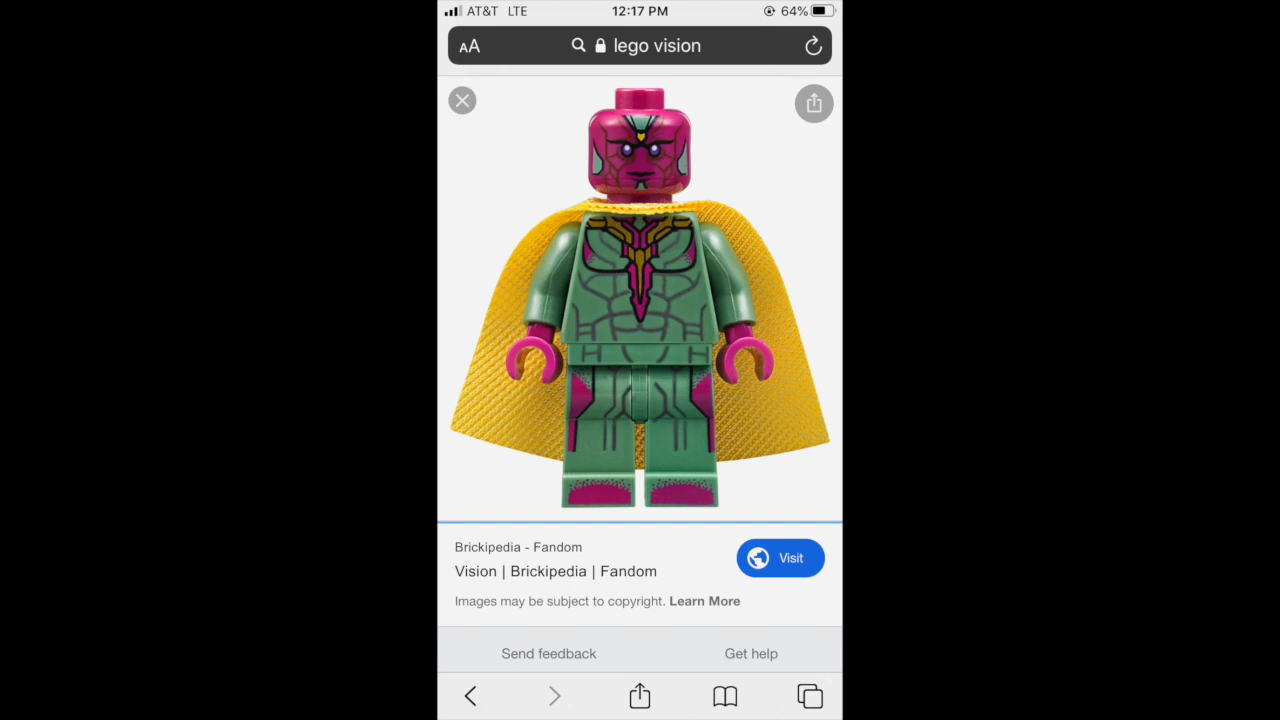 AT&T LTE 12:17 PM 64%
AA lego vision
Brickipedia - Fandom
Vision | Brickipedia | Fandom
Visit
Images may be subject to copyright. Learn More
Send feedback Get help